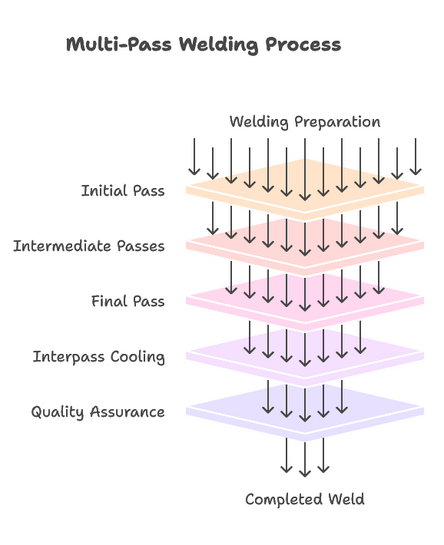 Multi-Pass Welding Process
Welding Preparation
Initial Pass
Intermediate Passes
Final Pass
Interpass Cooling
Quality Assurance
Completed Weld